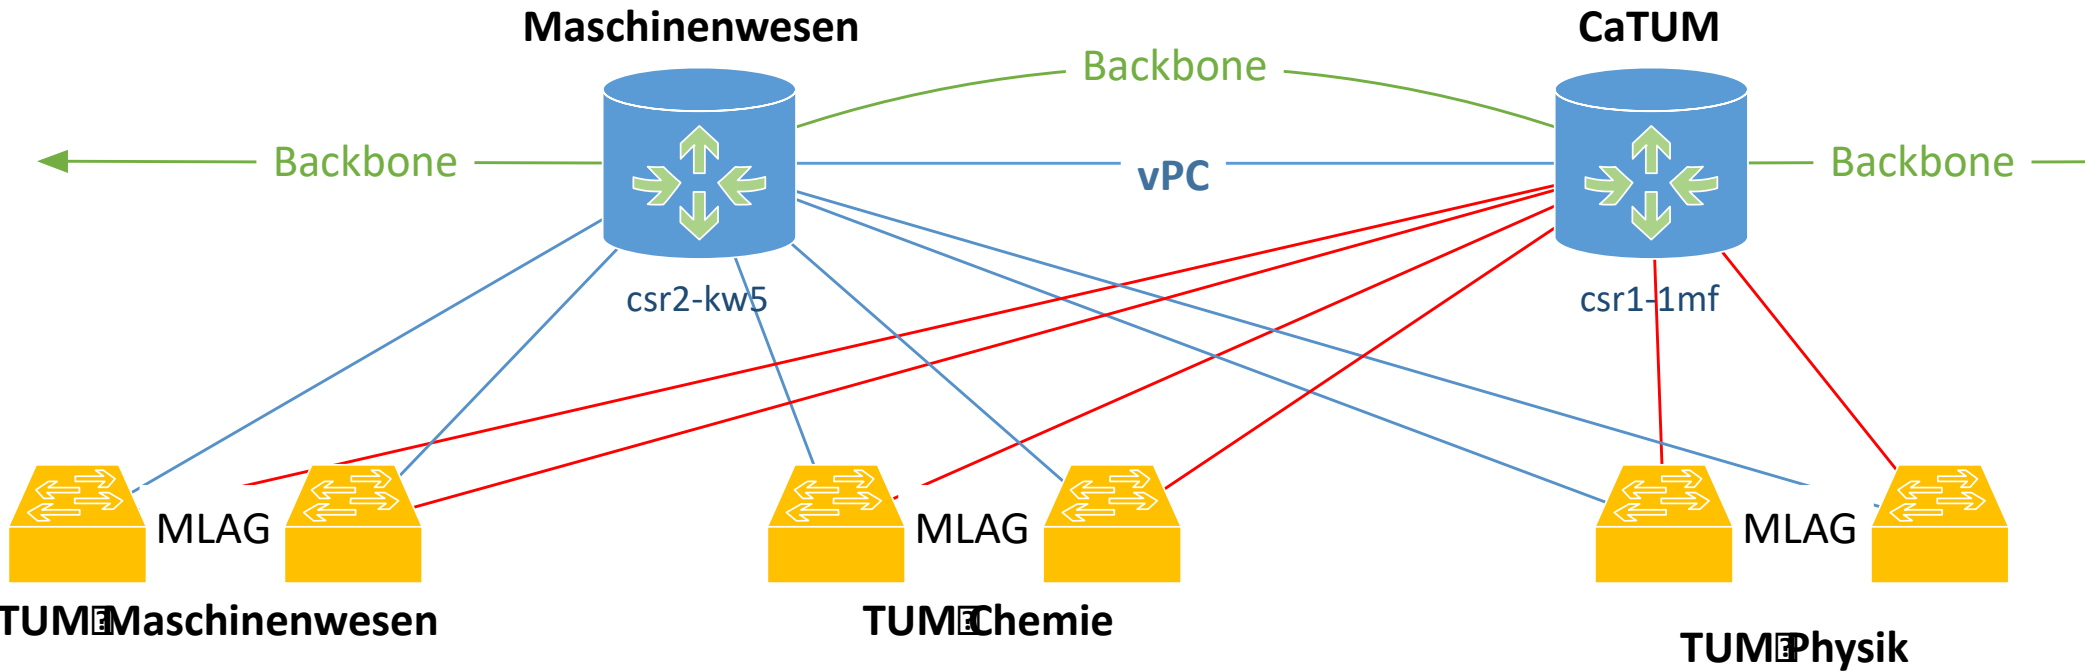 Maschinenwesen
CaTUM
Backbone
Backbone
vPC
Backbone
csr2-kw5
csr1-1mf
MLAG
MLAG
MLAG
TUM Maschinenwesen
TUM Chemie
TUM Physik